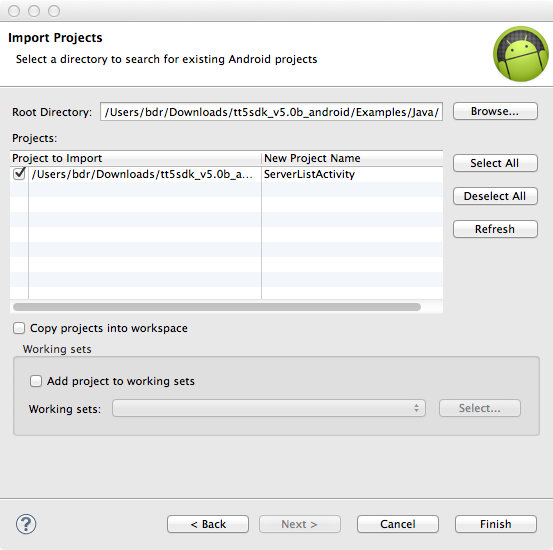 Import Projects
Select a directory to search for existing Android projects
Root Directory: /Users/bdr/Downloads/tt5sdk_v5.0b_android/Examples/Java/ Browse...
Projects:
Project to Import New Project Name
/Users/bdr/Downloads/tt5sdk_v5.0b_a... ServerListActivity
Select All
Deselect All
Refresh
Copy projects into workspace
Working sets
Add project to working sets
Working sets: Select...
? < Back Next > Cancel Finish